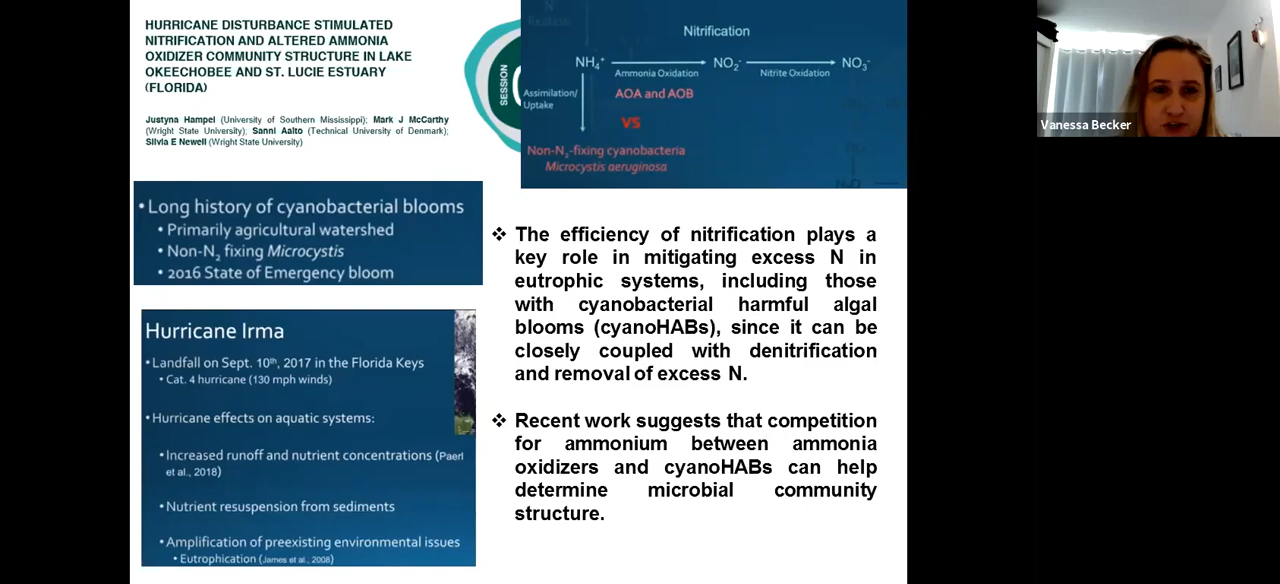 HURRICANE DISTURBANCE STIMULATED
NITRIFICATION AND ALTERED AMMONIA
OXIDIZER COMMUNITY STRUCTURE IN LAKE
OKEECHOBEE AND ST. LUCIE ESTUARY
(FLORIDA)
Justyna Hampel (University of Southern Mississippi); Mark J McCarthy
(Wright State University); Sanni Aalto (Technical University of Denmark);
Silvia E Newell (Wright State University)
SESSION
Nitrification
NH₄⁺ NO₂⁻ NO₃⁻
Ammonia Oxidation Nitrite Oxidation
Assimilation/
Uptake
AOA and AOB
VS
Non-N₂-fixing cyanobacteria
Microcystis aeruginosa
Vanessa Becker
• Long history of cyanobacterial blooms
• Primarily agricultural watershed
• Non-N₂ fixing Microcystis
• 2016 State of Emergency bloom
Hurricane Irma
• Landfall on Sept. 10th, 2017 in the Florida Keys
• Cat. 4 hurricane (130 mph winds)
• Hurricane effects on aquatic systems:
• Increased runoff and nutrient concentrations (Paerl
et al., 2018)
• Nutrient resuspension from sediments
• Amplification of preexisting environmental issues
• Eutrophication (James et al., 2008)
❖ The efficiency of nitrification plays a
key role in mitigating excess N in
eutrophic systems, including those
with cyanobacterial harmful algal
blooms (cyanoHABs), since it can be
closely coupled with denitrification
and removal of excess N.
❖ Recent work suggests that competition
for ammonium between ammonia
oxidizers and cyanoHABs can help
determine microbial community
structure.